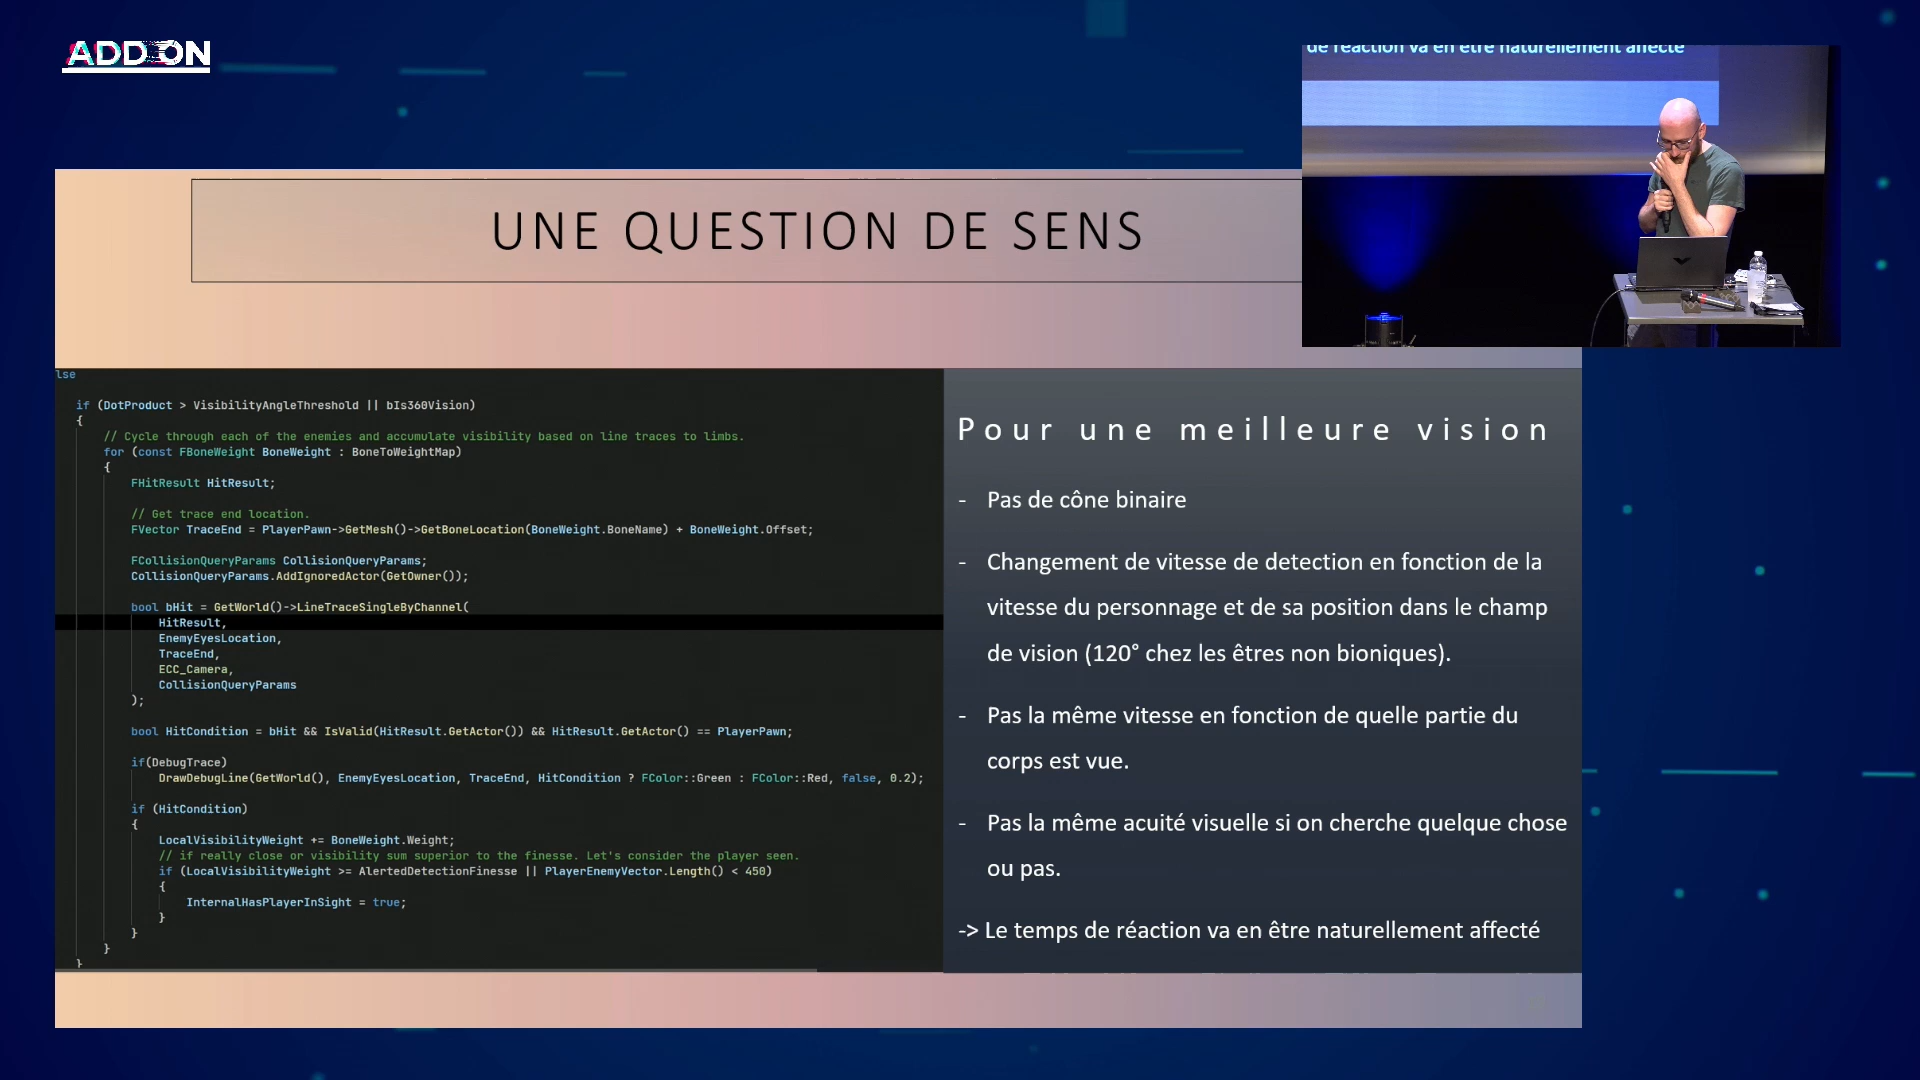 ADD ON
de réaction va en être naturellement affecté
UNE QUESTION DE SENS
lse
if (DotProduct > VisibilityAngleThreshold || bIs360Vision)
{
// Cycle through each of the enemies and accumulate visibility based on line traces to limbs.
for (const FBoneWeight BoneWeight : BoneToWeightMap)
{
FHitResult HitResult;
// Get trace end location.
FVector TraceEnd = PlayerPawn->GetMesh()->GetBoneLocation(BoneWeight.BoneName) + BoneWeight.Offset;
FCollisionQueryParams CollisionQueryParams;
CollisionQueryParams.AddIgnoredActor(GetOwner());
bool bHit = GetWorld()->LineTraceSingleByChannel(
HitResult,
EnemyEyesLocation,
TraceEnd,
ECC_Camera,
CollisionQueryParams
);
bool HitCondition = bHit && IsValid(HitResult.GetActor()) && HitResult.GetActor() == PlayerPawn;
if(DebugTrace)
DrawDebugLine(GetWorld(), EnemyEyesLocation, TraceEnd, HitCondition ? FColor::Green : FColor::Red, false, 0.2);
if (HitCondition)
{
LocalVisibilityWeight += BoneWeight.Weight;
// if really close or visibility sum superior to the finesse. Let's consider the player seen.
if (LocalVisibilityWeight >= AlertedDetectionFinesse || PlayerEnemyVector.Length() < 450)
{
InternalHasPlayerInSight = true;
}
}
}
}
Pour une meilleure vision
- Pas de cône binaire
- Changement de vitesse de detection en fonction de la
vitesse du personnage et de sa position dans le champ
de vision (120° chez les êtres non bioniques).
- Pas la même vitesse en fonction de quelle partie du
corps est vue.
- Pas la même acuité visuelle si on cherche quelque chose
ou pas.
-> Le temps de réaction va en être naturellement affecté